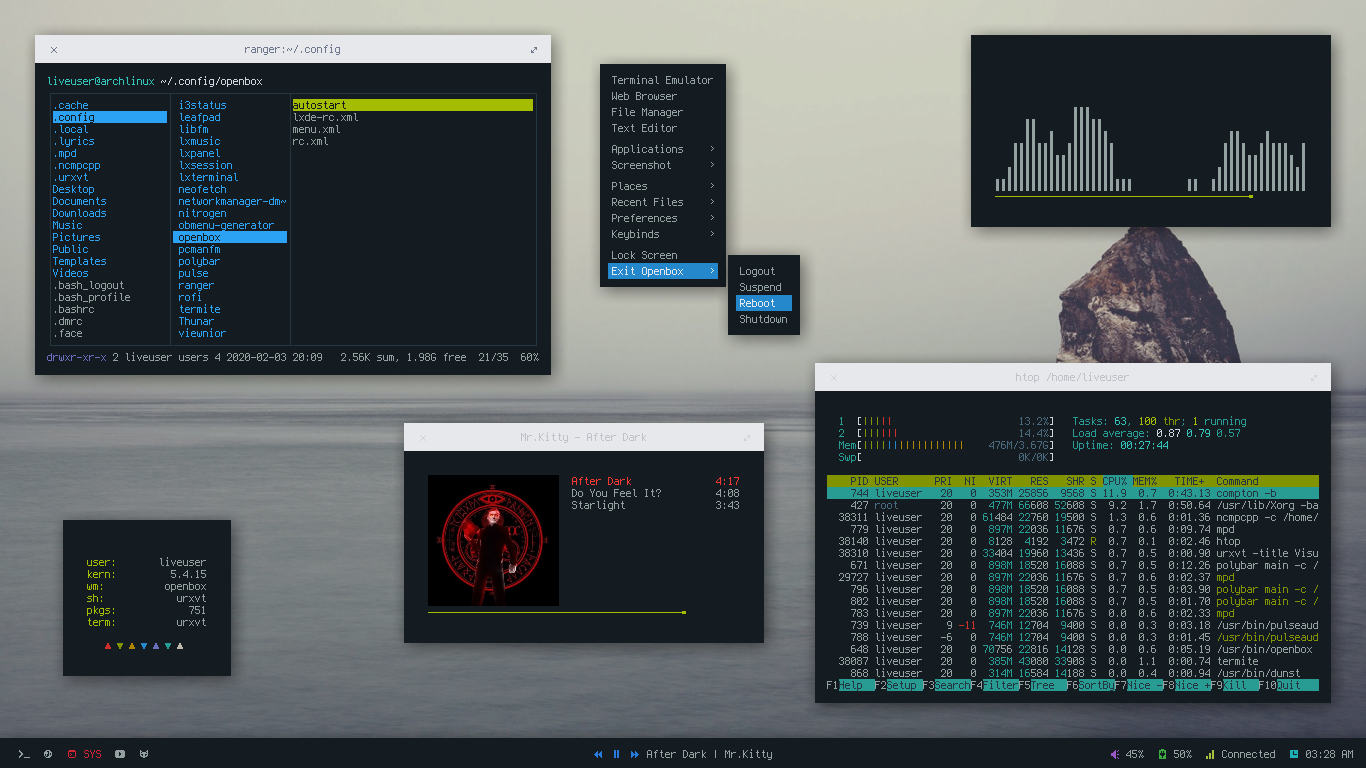 ranger:~/.config
liveuser@archlinux ~/.config/openbox
.cache i3status autostart
.config leafpad lxde-rc.xml
.local libfm menu.xml
.lyrics lxmusic rc.xml
.mpd lxpanel
.ncmpcpp lxsession
.urxvt lxterminal
Desktop neofetch
Documents networkmanager-dm~
Downloads nitrogen
Music obmenu-generator
Pictures openbox
Public pcmanfm
Templates polybar
Videos pulse
.bash_logout ranger
.bash_profile rofi
.bashrc termite
.dmrc Thunar
.face viewnior
drwxr-xr-x 2 liveuser users 4 2020-02-03 20:09 2.56K sum, 1.98G free 21/35 60%
Terminal Emulator
Web Browser
File Manager
Text Editor
Applications >
Screenshot >
Places >
Recent Files >
Preferences >
Keybinds >
Lock Screen
Exit Openbox >
Logout
Suspend
Reboot
Shutdown
Mr.Kitty - After Dark
After Dark 4:17
Do You Feel It? 4:08
Starlight 3:43
user: liveuser
kern: 5.4.15
wm: openbox
sh: urxvt
pkgs: 751
term: urxvt
htop /home/liveuser
1 [||||| 13.2%] Tasks: 63, 100 thr; 1 running
2 [|||||| 14.4%] Load average: 0.87 0.79 0.57
Mem[||||||||||||||||| 476M/3.67G] Uptime: 00:27:44
Swp[ 0K/0K]
PID USER PRI NI VIRT RES SHR S CPU% MEM% TIME+ Command
744 liveuser 20 0 353M 25856 9568 S 11.9 0.7 0:43.13 compton -b
427 root 20 0 477M 66608 52608 S 9.2 1.7 0:50.64 /usr/lib/Xorg -ba
38311 liveuser 20 0 61484 22760 19500 S 1.3 0.6 0:01.36 ncmpcpp -c /home/
779 liveuser 20 0 897M 22036 11676 S 0.7 0.6 0:09.74 mpd
38140 liveuser 20 0 8128 4192 3472 R 0.7 0.1 0:02.46 htop
38310 liveuser 20 0 33404 19960 13436 S 0.7 0.5 0:00.90 urxvt -title Visu
671 liveuser 20 0 898M 18520 16088 S 0.7 0.5 0:12.26 polybar main -c /
29727 liveuser 20 0 897M 22036 11676 S 0.7 0.6 0:02.37 mpd
796 liveuser 20 0 898M 18520 16088 S 0.7 0.5 0:03.90 polybar main -c /
802 liveuser 20 0 898M 18520 16088 S 0.7 0.5 0:01.70 polybar main -c /
783 liveuser 20 0 897M 22036 11676 S 0.0 0.6 0:02.33 mpd
739 liveuser 9 -11 746M 12704 9400 S 0.0 0.3 0:03.18 /usr/bin/pulseaud
788 liveuser -6 0 746M 12704 9400 S 0.0 0.3 0:01.45 /usr/bin/pulseaud
648 liveuser 20 0 70756 22816 14128 S 0.0 0.6 0:05.19 /usr/bin/openbox
38087 liveuser 20 0 385M 43080 33908 S 0.0 1.1 0:00.74 termite
868 liveuser 20 0 314M 16584 14188 S 0.0 0.4 0:00.94 /usr/bin/dunst
F1Help F2Setup F3SearchF4FilterF5Tree F6SortByF7Nice -F8Nice +F9Kill F10Quit
>_ SYS After Dark | Mr.Kitty 45% 50% Connected 03:28 AM